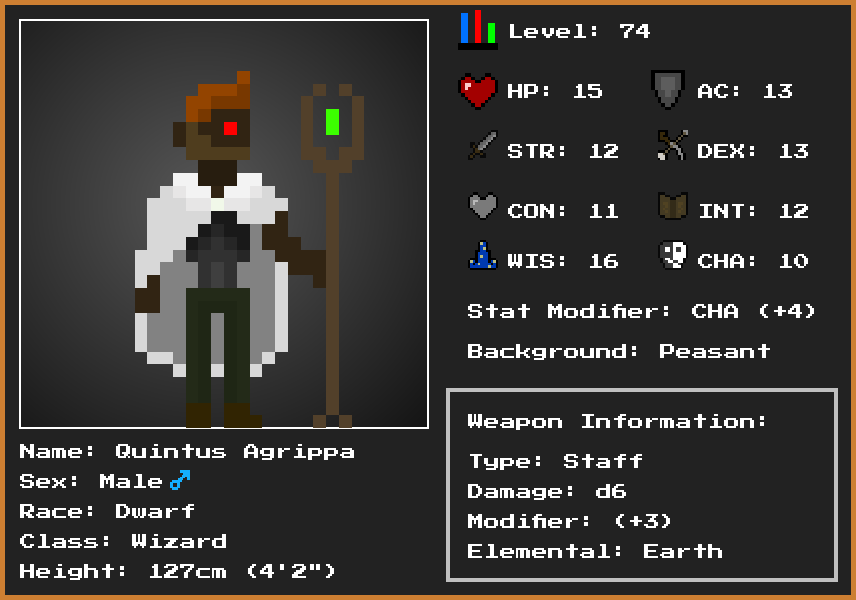 Level: 74
HP: 15
AC: 13
STR: 12
DEX: 13
CON: 11
INT: 12
WIS: 16
CHA: 10
Stat Modifier: CHA (+4)
Background: Peasant
Weapon Information:
Type: Staff
Damage: d6
Modifier: (+3)
Elemental: Earth
Name: Quintus Agrippa
Sex: Male ♂
Race: Dwarf
Class: Wizard
Height: 127cm (4'2")